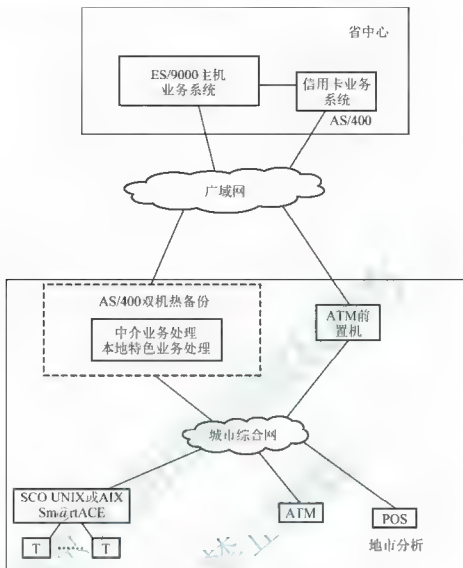 省中心
ES/9000主机
业务系统
信用卡业务
系统
AS/400
广域网
AS/400双机热备份
中介业务处理
本地特色业务处理
ATM前
置机
城市综合网
SCO UNIX或AIX
Sm@rtACE
T ...... T
ATM
POS
地市分析